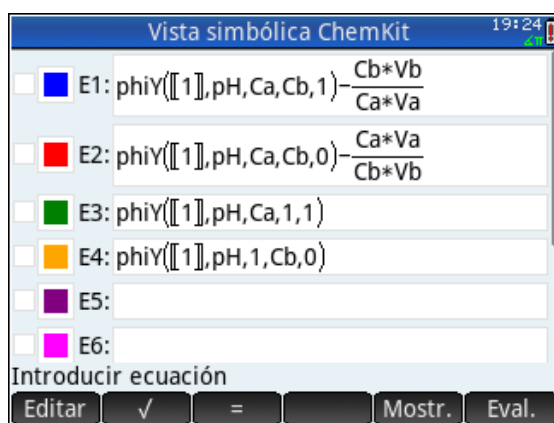 Vista simbólica ChemKit 19:24
∡π
E1: phiY([[1]],pH,Ca,Cb,1)-Cb*Vb/Ca*Va
E2: phiY([[1]],pH,Ca,Cb,0)-Ca*Va/Cb*Vb
E3: phiY([[1]],pH,Ca,1,1)
E4: phiY([[1]],pH,1,Cb,0)
E5:
E6:
Introducir ecuación
Editar √ = Mostr. Eval.